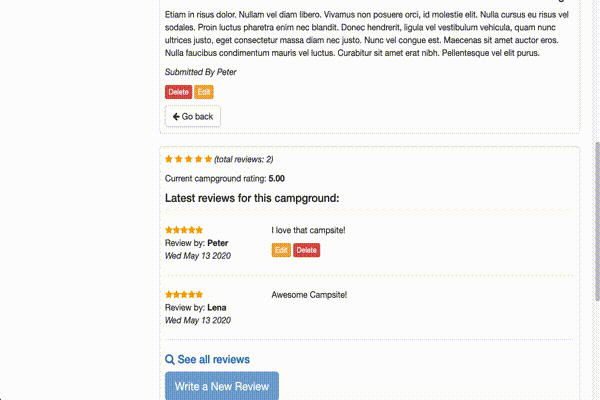 Etiam in risus dolor. Nullam vel diam libero. Vivamus non posuere orci, id molestie elit. Nulla cursus eu risus vel
sodales. Proin luctus pharetra enim nec blandit. Donec hendrerit, ligula vel vestibulum vehicula, quam nunc
ultrices justo, eget consectetur massa diam nec justo. Nunc vel congue est. Maecenas sit amet auctor eros.
Nulla faucibus condimentum mauris vel luctus. Curabitur sit amet erat nibh. Pellentesque vel elit purus.
Submitted By Peter
Delete Edit
Go back
(total reviews: 2)
Current campground rating: 5.00
Latest reviews for this campground:
I love that campsite!
Review by: Peter
Edit Delete
Wed May 13 2020
Awesome Campsite!
Review by: Lena
Wed May 13 2020
See all reviews
Write a New Review